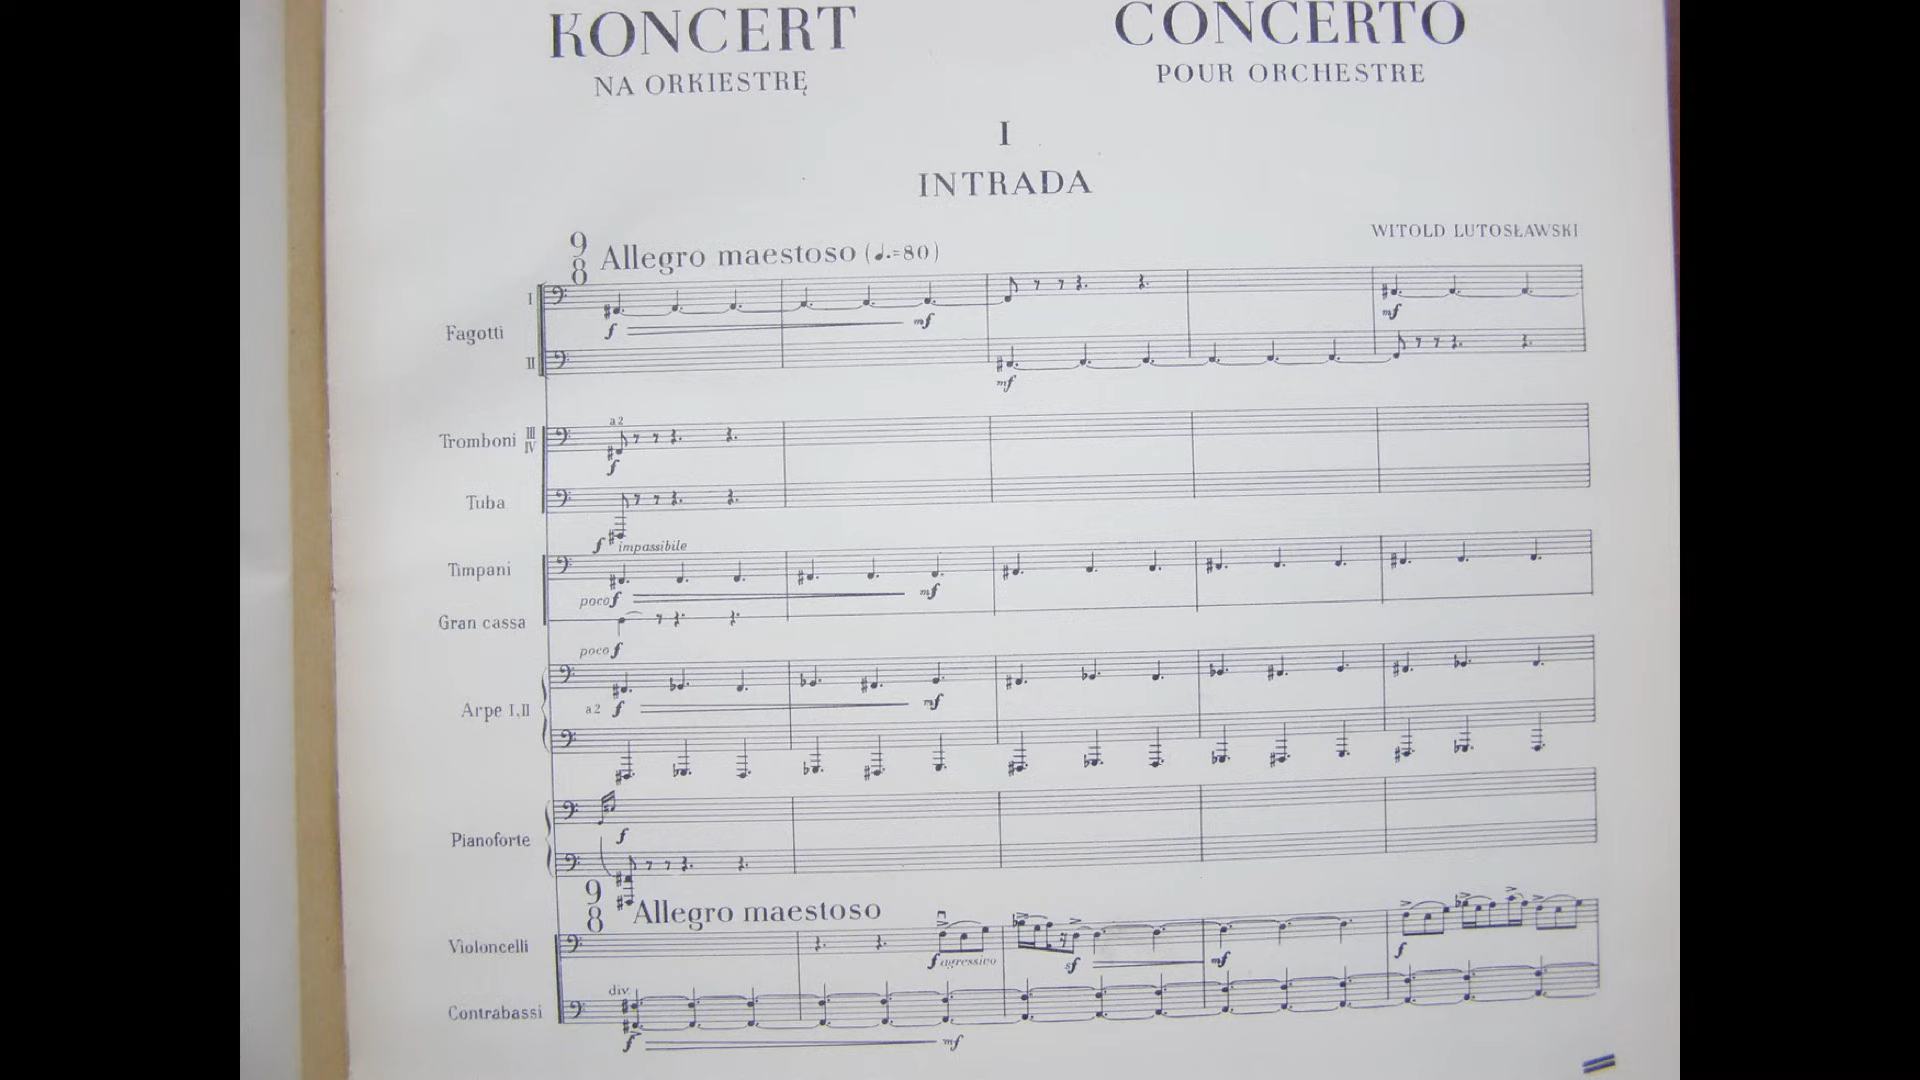 KONCERT
NA ORKIESTRĘ
CONCERTO
POUR ORCHESTRE
I
INTRADA
WITOLD LUTOSŁAWSKI
9
8
Allegro maestoso (♩.=80)
I
Fagotti
II
f
mf
mf
mf
a2
Tromboni III
IV
f
Tuba
f
impassibile
Timpani
poco f
mf
Gran cassa
poco f
Arpe I,II
a2 f
mf
Pianoforte
f
9
8
Allegro maestoso
Violoncelli
f agressivo
sf
mf
f
div.
Contrabassi
f
mf